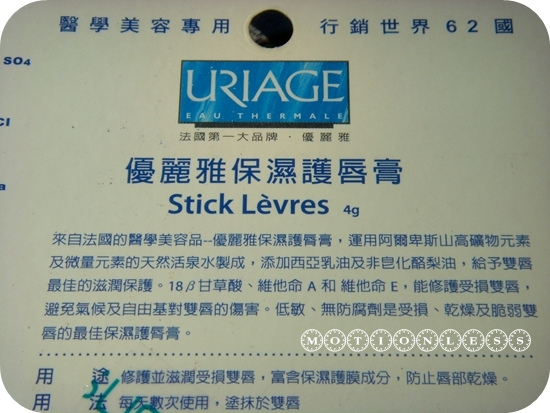 醫學美容專用 行銷世界62國
SO4
URIAGE
EAU THERMALE
CI
法國第一大品牌‧優麗雅
a
優麗雅保濕護唇膏
Stick Lèvres 4g
來自法國的醫學美容品--優麗雅保濕護唇膏,運用阿爾卑斯山高礦物元素
及微量元素的天然活泉水製成,添加西亞乳油及非皂化酪梨油,給予雙唇
最佳的滋潤保護。18β甘草酸、維他命 A 和 維他命 E,能修護受損雙唇,
避免氣候及自由基對雙唇的傷害。低敏、無防腐劑是受損、乾燥及脆弱雙
唇的最佳保濕護唇膏。
MOTIONLESS
用 途 修護並滋潤受損雙唇,富含保濕護膜成分,防止唇部乾燥。
用 法 每天數次使用,塗抹於雙唇